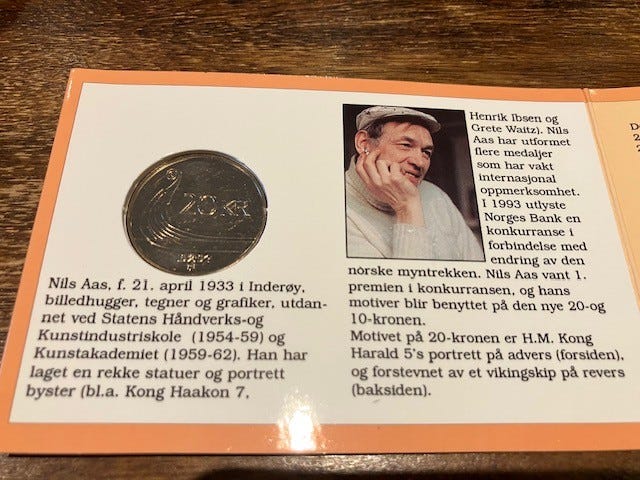 20 KR
Nils Aas, f. 21. april 1933 i Inderøy,
billedhugger, tegner og grafiker, utdan-
net ved Statens Håndverks-og
Kunstindustriskole (1954-59) og
Kunstakademiet (1959-62). Han har
laget en rekke statuer og portrett
byster (bl.a. Kong Haakon 7,
Henrik Ibsen og
Grete Waitz). Nils
Aas har utformet
flere medaljer
som har vakt
internasjonal
oppmerksomhet.
I 1993 utlyste
Norges Bank en
konkurranse i
forbindelse med
endring av den
norske myntrekken. Nils Aas vant 1.
premien i konkurransen, og hans
motiver blir benyttet på den nye 20-og
10-kronen.
Motivet på 20-kronen er H.M. Kong
Harald 5's portrett på advers (forsiden),
og forstevnet av et vikingskip på revers
(baksiden).